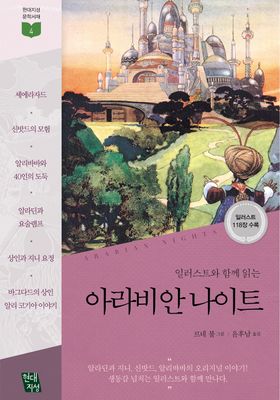 현대지성
문학서재
4
세에라자드
신밧드의 모험
알리바바와
40인의 도둑
알라딘과
요술램프
상인과 지니 요정
바그다드의 상인
알리 코기아 이야기
일러스트
118장 수록
ARABIAN NIGHTS
일러스트와 함께 읽는
아라비안 나이트
르네 불 그림 • 윤후남 옮김
알라딘과 지니, 신밧드, 알리바바의 오리지널 이야기!
생동감 넘치는 일러스트와 함께 만나다.
현대
지성